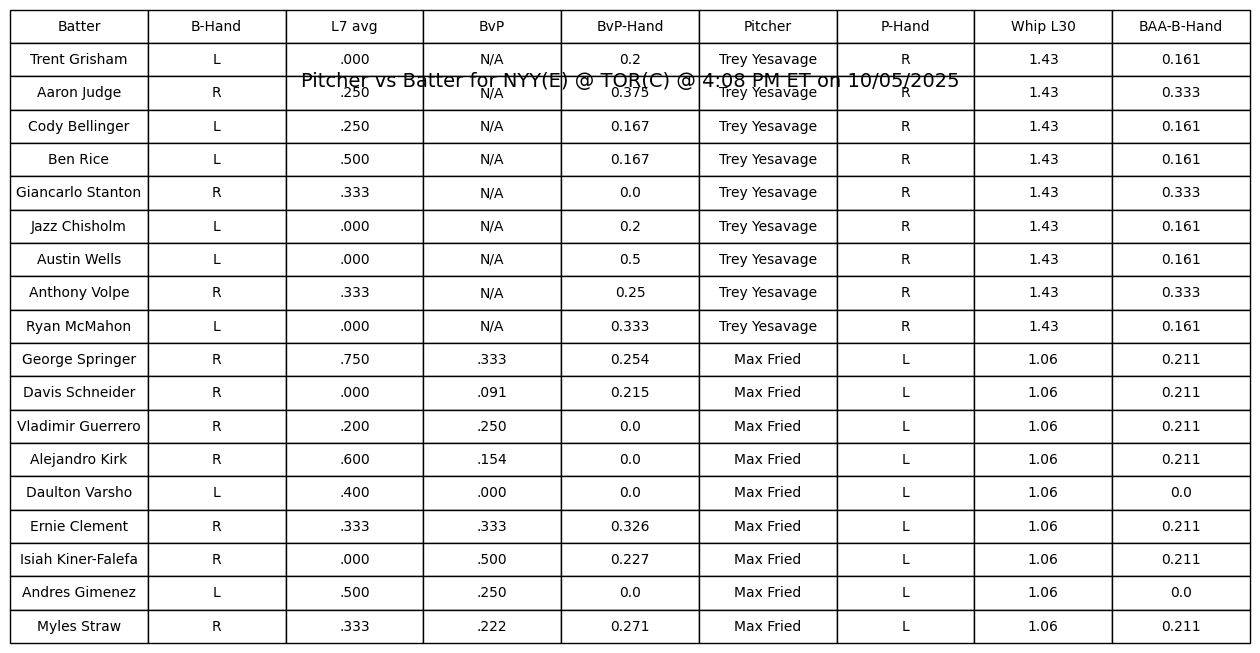 Batter B-Hand L7 avg BvP BvP-Hand Pitcher P-Hand Whip L30 BAA-B-Hand
Trent Grisham L .000 N/A 0.2 Trey Yesavage R 1.43 0.161
Pitcher vs Batter for NYY(E) @ TOR(C) @ 4:08 PM ET on 10/05/2025
Aaron Judge R .250 N/A 0.375 Trey Yesavage R 1.43 0.333
Cody Bellinger L .250 N/A 0.167 Trey Yesavage R 1.43 0.161
Ben Rice L .500 N/A 0.167 Trey Yesavage R 1.43 0.161
Giancarlo Stanton R .333 N/A 0.0 Trey Yesavage R 1.43 0.333
Jazz Chisholm L .000 N/A 0.2 Trey Yesavage R 1.43 0.161
Austin Wells L .000 N/A 0.5 Trey Yesavage R 1.43 0.161
Anthony Volpe R .333 N/A 0.25 Trey Yesavage R 1.43 0.333
Ryan McMahon L .000 N/A 0.333 Trey Yesavage R 1.43 0.161
George Springer R .750 .333 0.254 Max Fried L 1.06 0.211
Davis Schneider R .000 .091 0.215 Max Fried L 1.06 0.211
Vladimir Guerrero R .200 .250 0.0 Max Fried L 1.06 0.211
Alejandro Kirk R .600 .154 0.0 Max Fried L 1.06 0.211
Daulton Varsho L .400 .000 0.0 Max Fried L 1.06 0.0
Ernie Clement R .333 .333 0.326 Max Fried L 1.06 0.211
Isiah Kiner-Falefa R .000 .500 0.227 Max Fried L 1.06 0.211
Andres Gimenez L .500 .250 0.0 Max Fried L 1.06 0.0
Myles Straw R .333 .222 0.271 Max Fried L 1.06 0.211